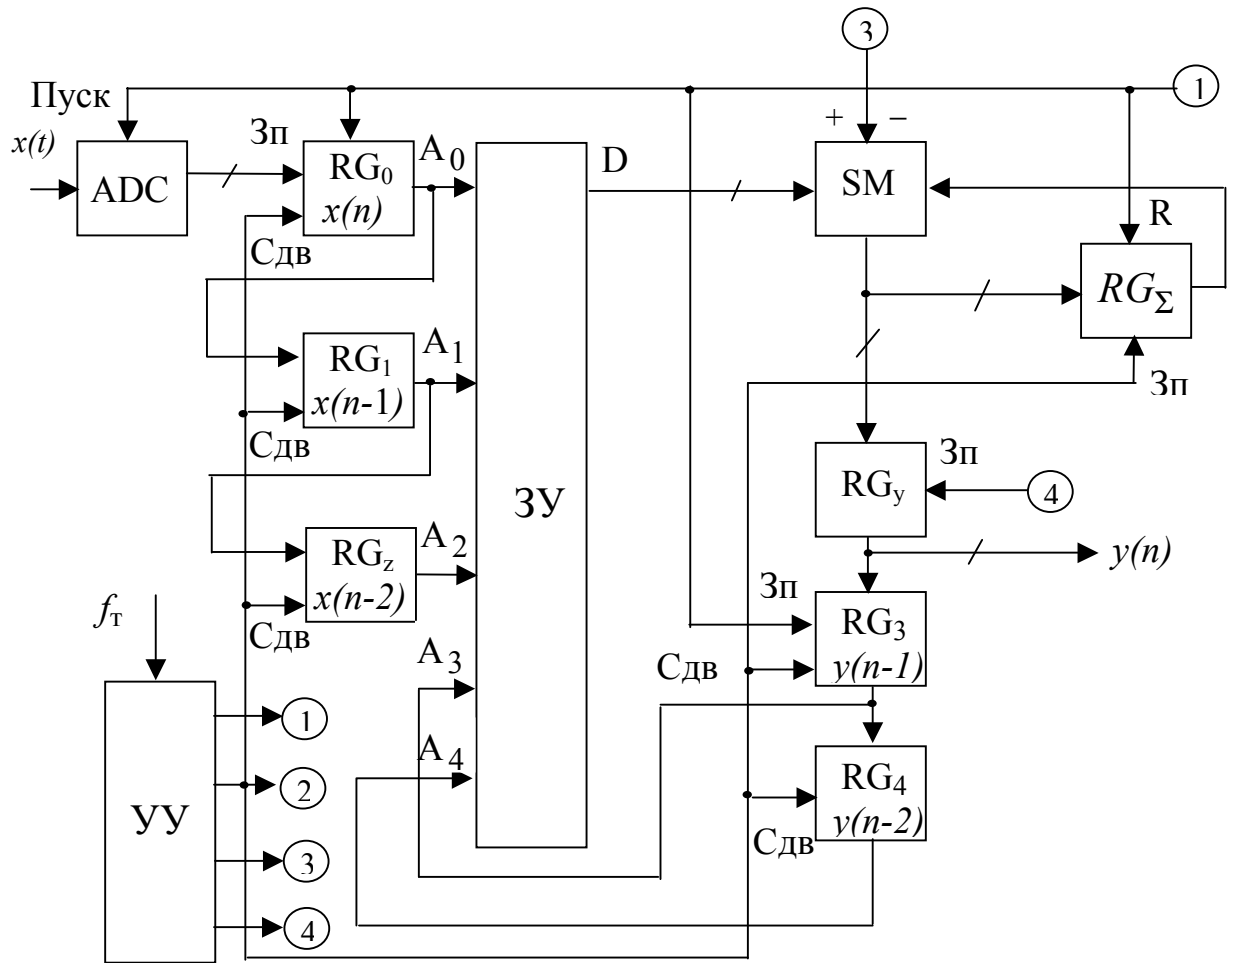 3
Пуск
1
x(t)
Зп
A0
+ −
ADC
RG0
x(n)
D
SM
Сдв
R
RGΣ
A1
RG1
x(n-1)
Зп
Сдв
Зп
ЗУ
RGy
4
A2
RGz
x(n-2)
y(n)
fт
Сдв
Зп
RG3
y(n-1)
A3
Сдв
1
A4
RG4
y(n-2)
2
УУ
Сдв
3
4